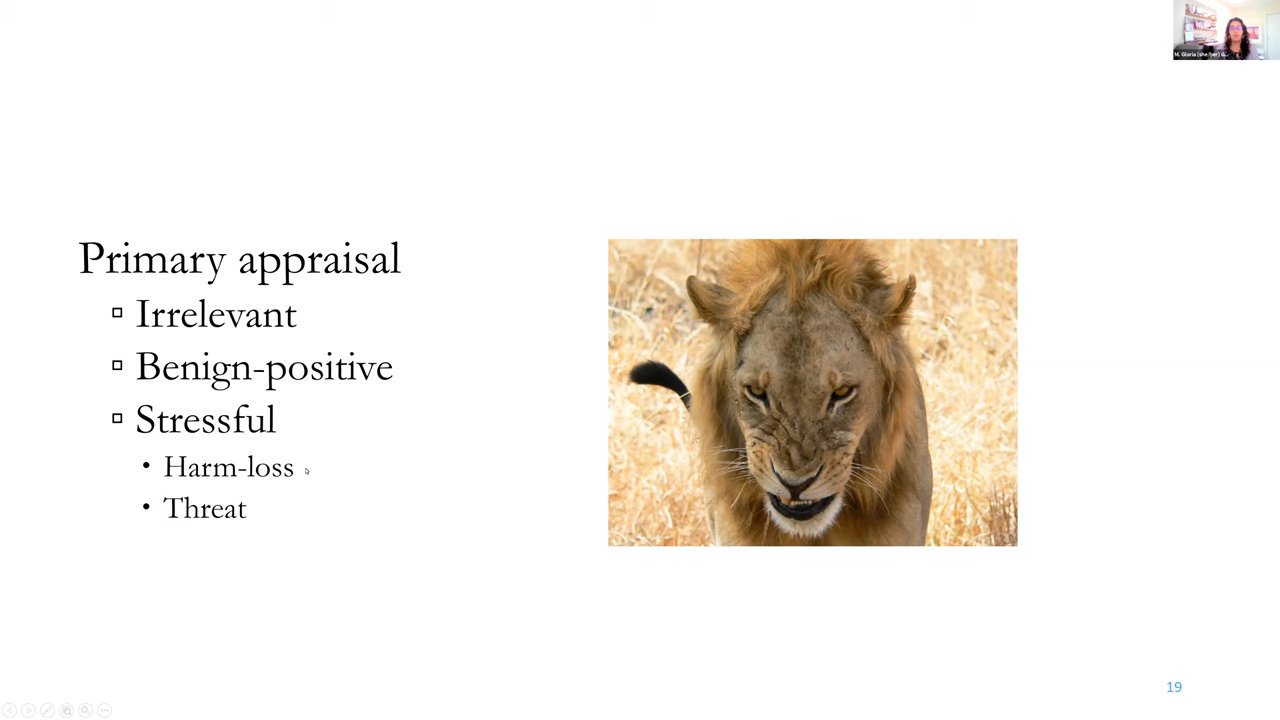 M. Gloria (she/her) G...
Primary appraisal
Irrelevant
Benign-positive
Stressful
Harm-loss
Threat
19